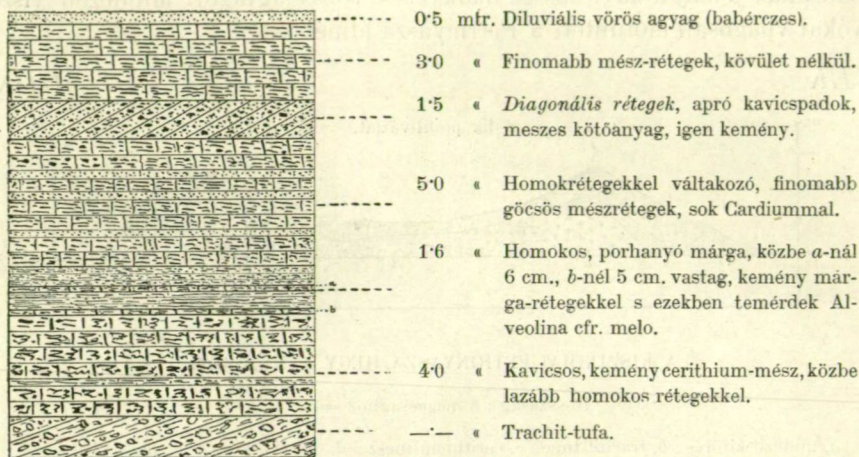 0·5 mtr. Diluviális vörös agyag (babérczes).
3·0 « Finomabb mész-rétegek, kövület nélkül.
1·5 « Diagonális rétegek, apró kavicspadok,
meszes kötőanyag, igen kemény.
5·0 « Homokrétegekkel váltakozó, finomabb
göcsös mészrétegek, sok Cardiummal.
1·6 « Homokos, porhanyó márga, közbe a-nál
6 cm., b-nél 5 cm. vastag, kemény már-
ga-rétegekkel s ezekben temérdek Al-
veolina cfr. melo.
a
b
4·0 « Kavicsos, kemény cerithium-mész, közbe
lazább homokos rétegekkel.
—·— « Trachit-tufa.